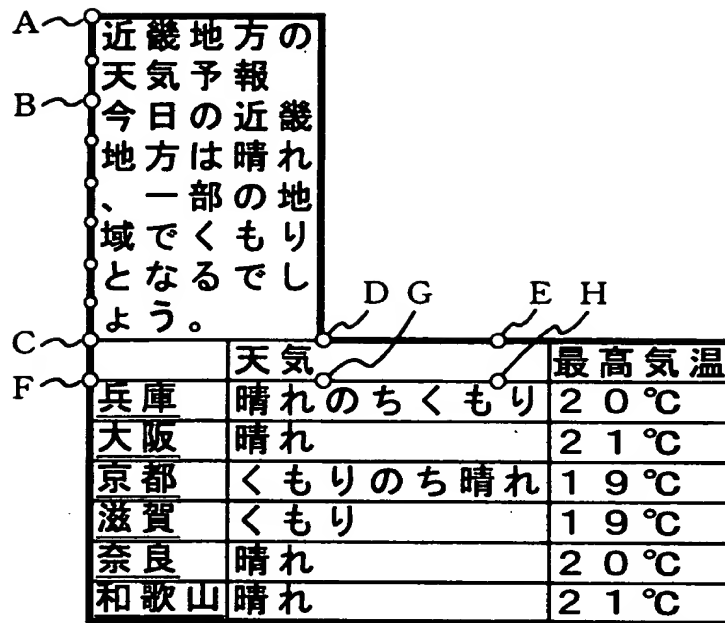 A
近畿地方の
天気予報
B
今日の近畿
地方は晴れ
、一部の地
域でくもり
となるでし
ょう。
C
D G E H
天気 最高気温
F
兵庫 晴れのちくもり 20℃
大阪 晴れ 21℃
京都 くもりのち晴れ 19℃
滋賀 くもり 19℃
奈良 晴れ 20℃
和歌山 晴れ 21℃